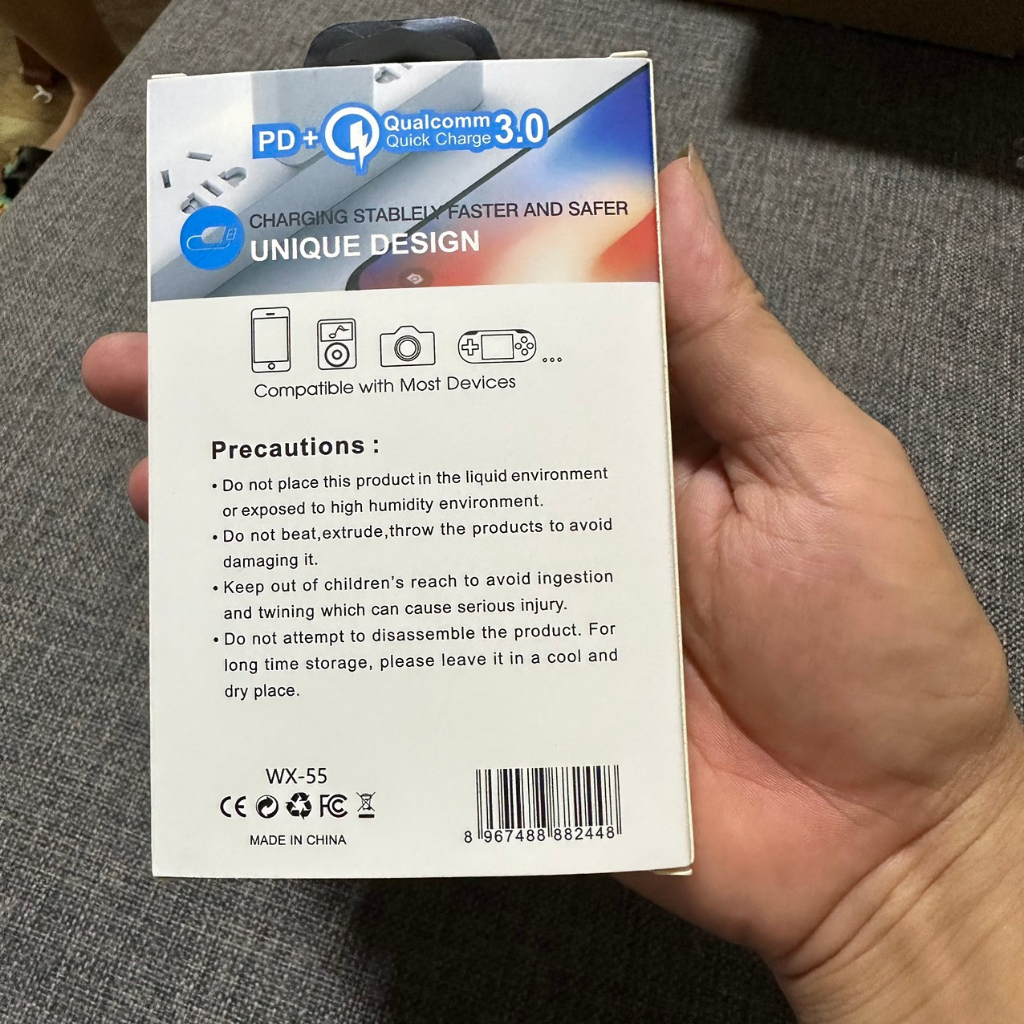 PD + Qualcomm 3.0
Quick Charge
CHARGING STABLELY FASTER AND SAFER
UNIQUE DESIGN
Compatible with Most Devices
Precautions :
• Do not place this product in the liquid environment
or exposed to high humidity environment.
• Do not beat,extrude,throw the products to avoid
damaging it.
• Keep out of children's reach to avoid ingestion
and twining which can cause serious injury.
• Do not attempt to disassemble the product. For
long time storage, please leave it in a cool and
dry place.
WX-55
CE FC
MADE IN CHINA
8 967488 882448